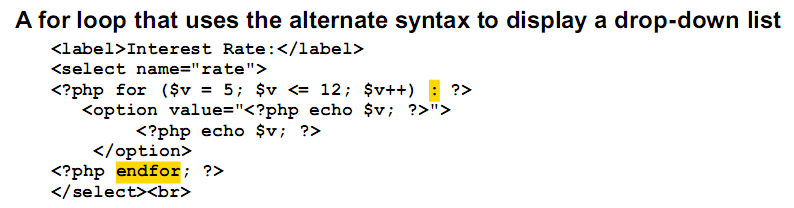 A for loop that uses the alternate syntax to display a drop-down list
<label>Interest Rate:</label>
<select name="rate">
<?php for ($v = 5; $v <= 12; $v++) : ?>
<option value="<?php echo $v; ?>">
<?php echo $v; ?>
</option>
<?php endfor; ?>
</select><br>